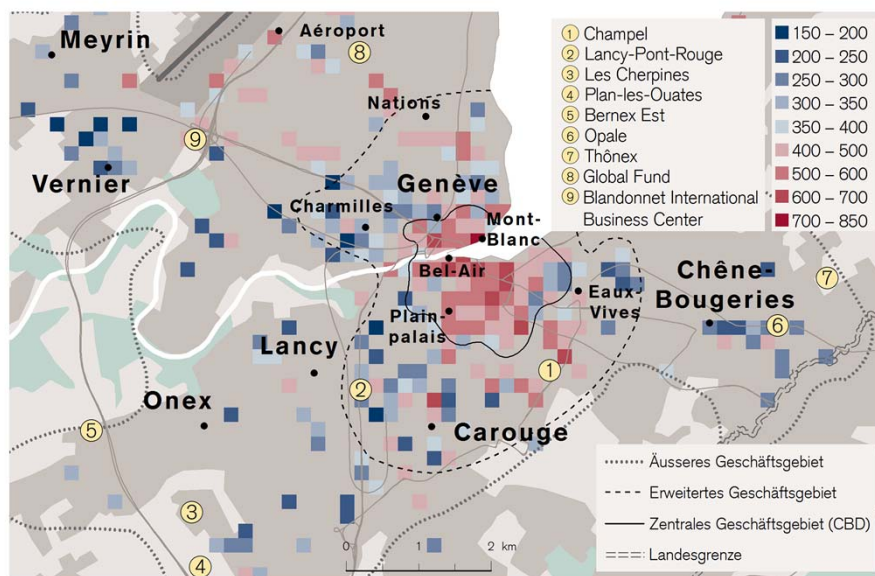 Meyrin
Aéroport
8
Nations
9
Vernier
Genève
Charmilles
Mont-
Blanc
Bel-Air
Plain-
palais
Eaux-
Vives
Chêne-
Bougeries
7
6
Lancy
1
2
Onex
Carouge
5
3
4
0 1 2 km
1 Champel
2 Lancy-Pont-Rouge
3 Les Cherpines
4 Plan-les-Ouates
5 Bernex Est
6 Opale
7 Thônex
8 Global Fund
9 Blandonnet International
Business Center
150 – 200
200 – 250
250 – 300
300 – 350
350 – 400
400 – 500
500 – 600
600 – 700
700 – 850
Äusseres Geschäftsgebiet
Erweitertes Geschäftsgebiet
Zentrales Geschäftsgebiet (CBD)
Landesgrenze